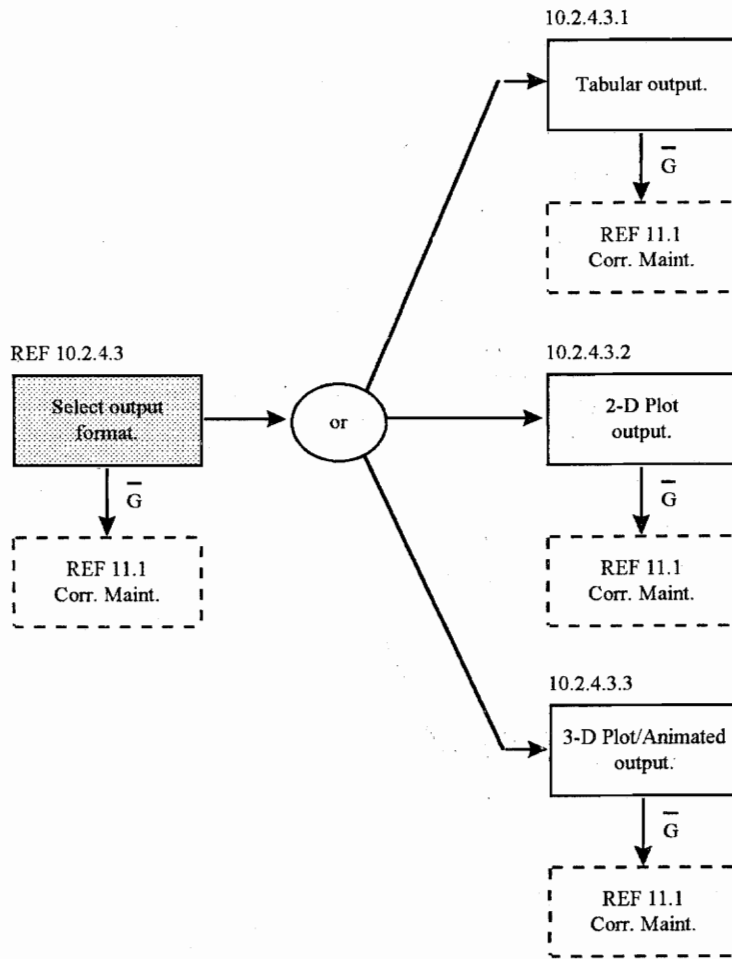 10.2.4.3.1
Tabular output.
G̅
REF 11.1
Corr. Maint.
REF 10.2.4.3
Select output
format.
G̅
REF 11.1
Corr. Maint.
or
10.2.4.3.2
2-D Plot
output.
G̅
REF 11.1
Corr. Maint.
10.2.4.3.3
3-D Plot/Animated
output.
G̅
REF 11.1
Corr. Maint.